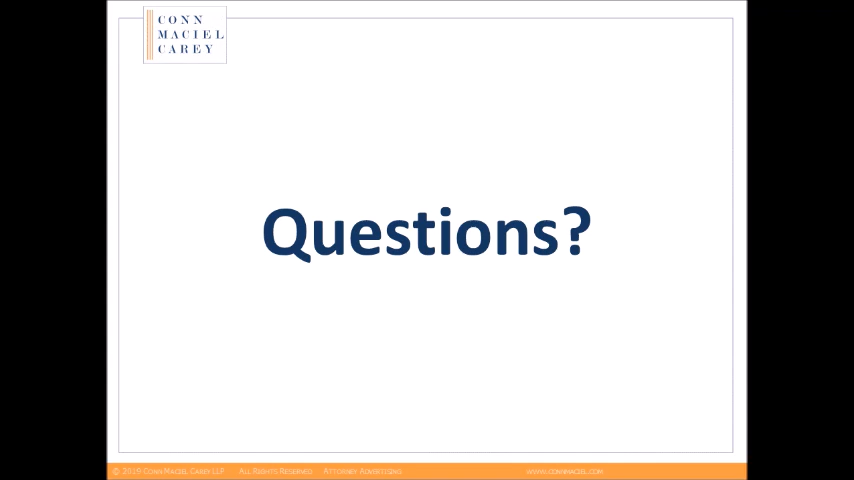 CONN
MACIEL
CAREY
Questions?
© 2019 CONN MACIEL CAREY LLP ALL RIGHTS RESERVED ATTORNEY ADVERTISING WWW.CONNMACIEL.COM